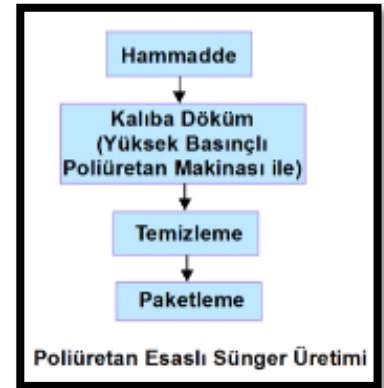 Hammadde
Kalıba Döküm
(Yüksek Basınçlı
Poliüretan Makinası ile)
Temizleme
Paketleme
Poliüretan Esaslı Sünger Üretimi